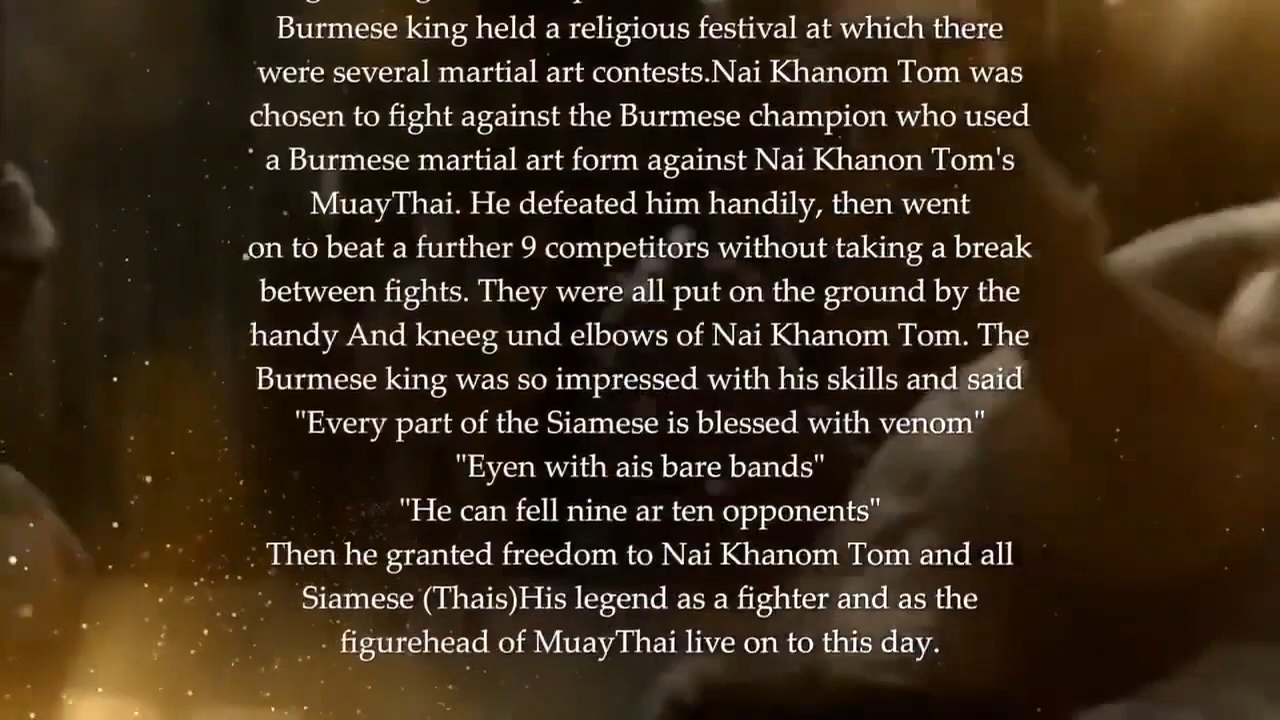 Burmese king held a religious festival at which there
were several martial art contests.Nai Khanom Tom was
chosen to fight against the Burmese champion who used
a Burmese martial art form against Nai Khanon Tom's
MuayThai. He defeated him handily, then went
on to beat a further 9 competitors without taking a break
between fights. They were all put on the ground by the
handy And kneeg und elbows of Nai Khanom Tom. The
Burmese king was so impressed with his skills and said
"Every part of the Siamese is blessed with venom"
"Eyen with ais bare bands"
"He can fell nine ar ten opponents"
Then he granted freedom to Nai Khanom Tom and all
Siamese (Thais)His legend as a fighter and as the
figurehead of MuayThai live on to this day.